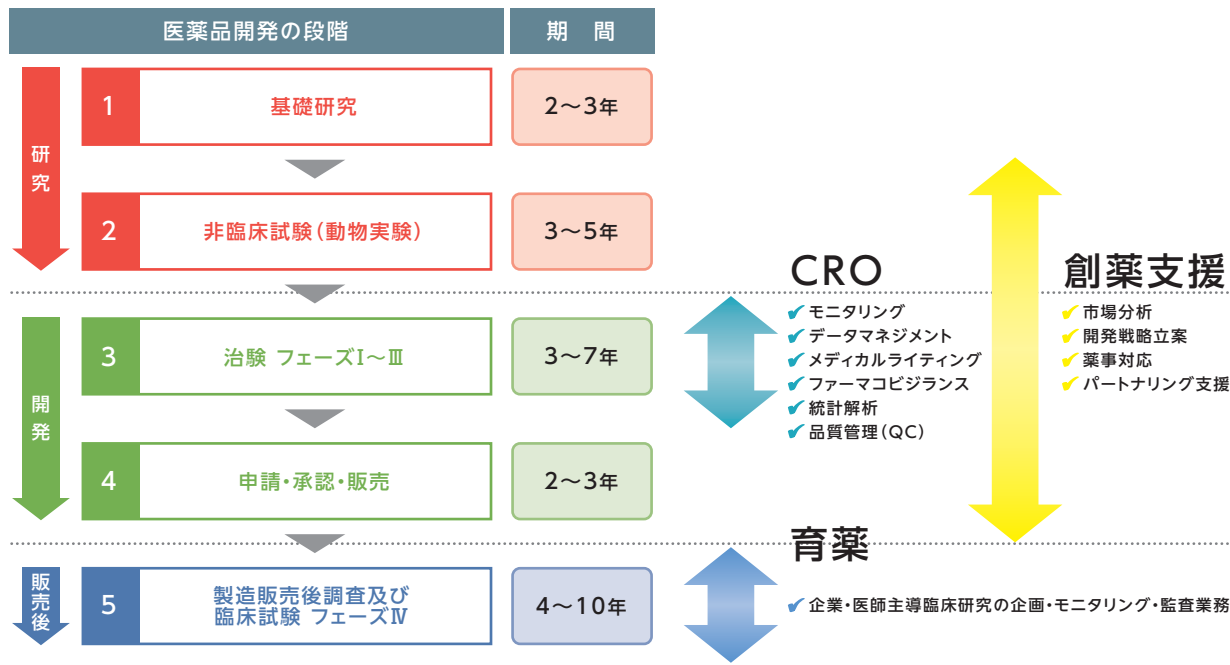 医薬品開発の段階
期 間
研究
1
基礎研究
2〜3年
2
非臨床試験(動物実験)
3〜5年
開発
3
治験 フェーズⅠ〜Ⅲ
3〜7年
4
申請・承認・販売
2〜3年
販売後
5
製造販売後調査及び
臨床試験 フェーズⅣ
4〜10年
CRO
✔モニタリング
✔データマネジメント
✔メディカルライティング
✔ファーマコビジランス
✔統計解析
✔品質管理(QC)
創薬支援
✔市場分析
✔開発戦略立案
✔薬事対応
✔パートナリング支援
育薬
✔企業・医師主導臨床研究の企画・モニタリング・監査業務